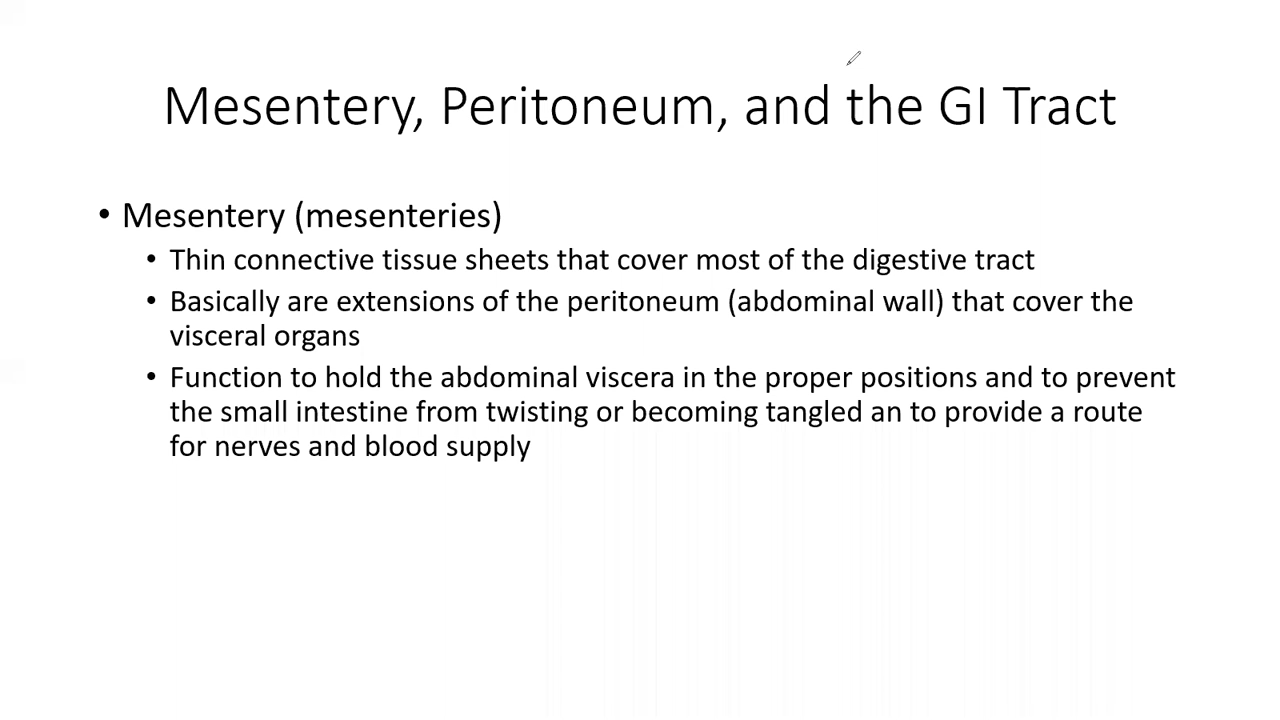 Mesentery, Peritoneum, and the GI Tract
• Mesentery (mesenteries)
• Thin connective tissue sheets that cover most of the digestive tract
• Basically are extensions of the peritoneum (abdominal wall) that cover the
visceral organs
• Function to hold the abdominal viscera in the proper positions and to prevent
the small intestine from twisting or becoming tangled an to provide a route
for nerves and blood supply